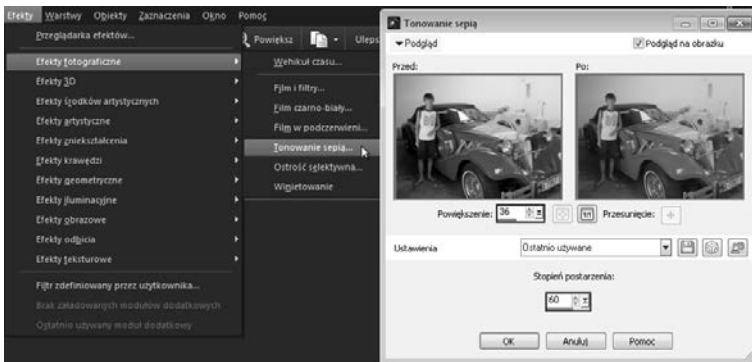 Efekty Warstwy Obiekty Zaznaczenia Okno Pomoc
Przeglądarka efektów...
Efekty fotograficzne
Efekty 3D
Efekty środków artystycznych
Efekty artystyczne
Efekty zniekształcenia
Efekty krawędzi
Efekty geometryczne
Efekty iluminacyjne
Efekty obrazowe
Efekty odbicia
Efekty teksturowe
Filtr zdefiniowany przez użytkownika...
Brak załadowanych modułów dodatkowych
Ostatnio używany moduł dodatkowy
Powiększ Uleps
Wehikuł czasu...
Film i filtry...
Film czarno-biały...
Film w podczerwieni...
Tonowanie sepią...
Ostrość selektywna...
Winietowanie
Tonowanie sepią
Podgląd Podgląd na obrazku
Przed: Po:
Powiększenie: 36 1:1 Przesunięcie:
Ustawienia Ostatnio używane
Stopień postarzenia:
60
OK Anuluj Pomoc